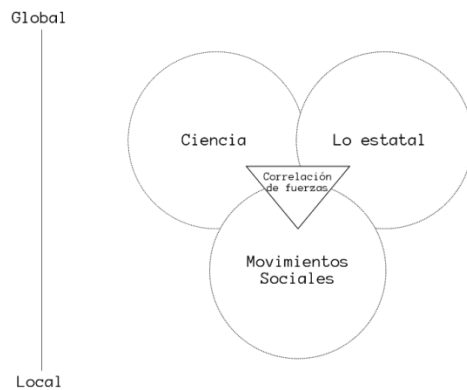 Global
Ciencia
Lo estatal
Correlación
de fuerzas
Movimientos
Sociales
Local